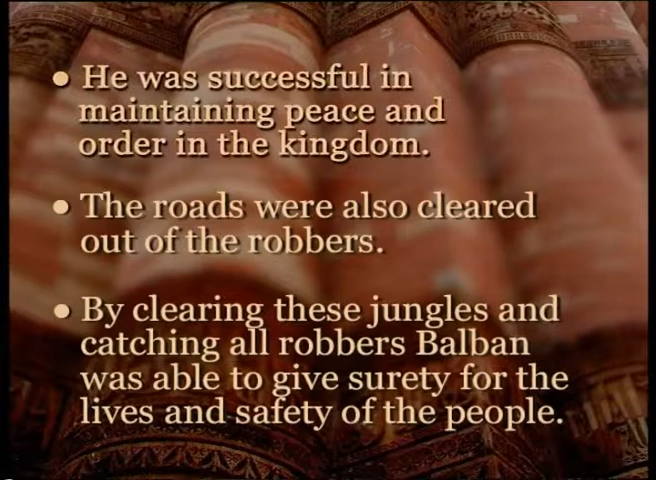 • He was successful in
maintaining peace and
order in the kingdom.
• The roads were also cleared
out of the robbers.
• By clearing these jungles and
catching all robbers Balban
was able to give surety for the
lives and safety of the people.